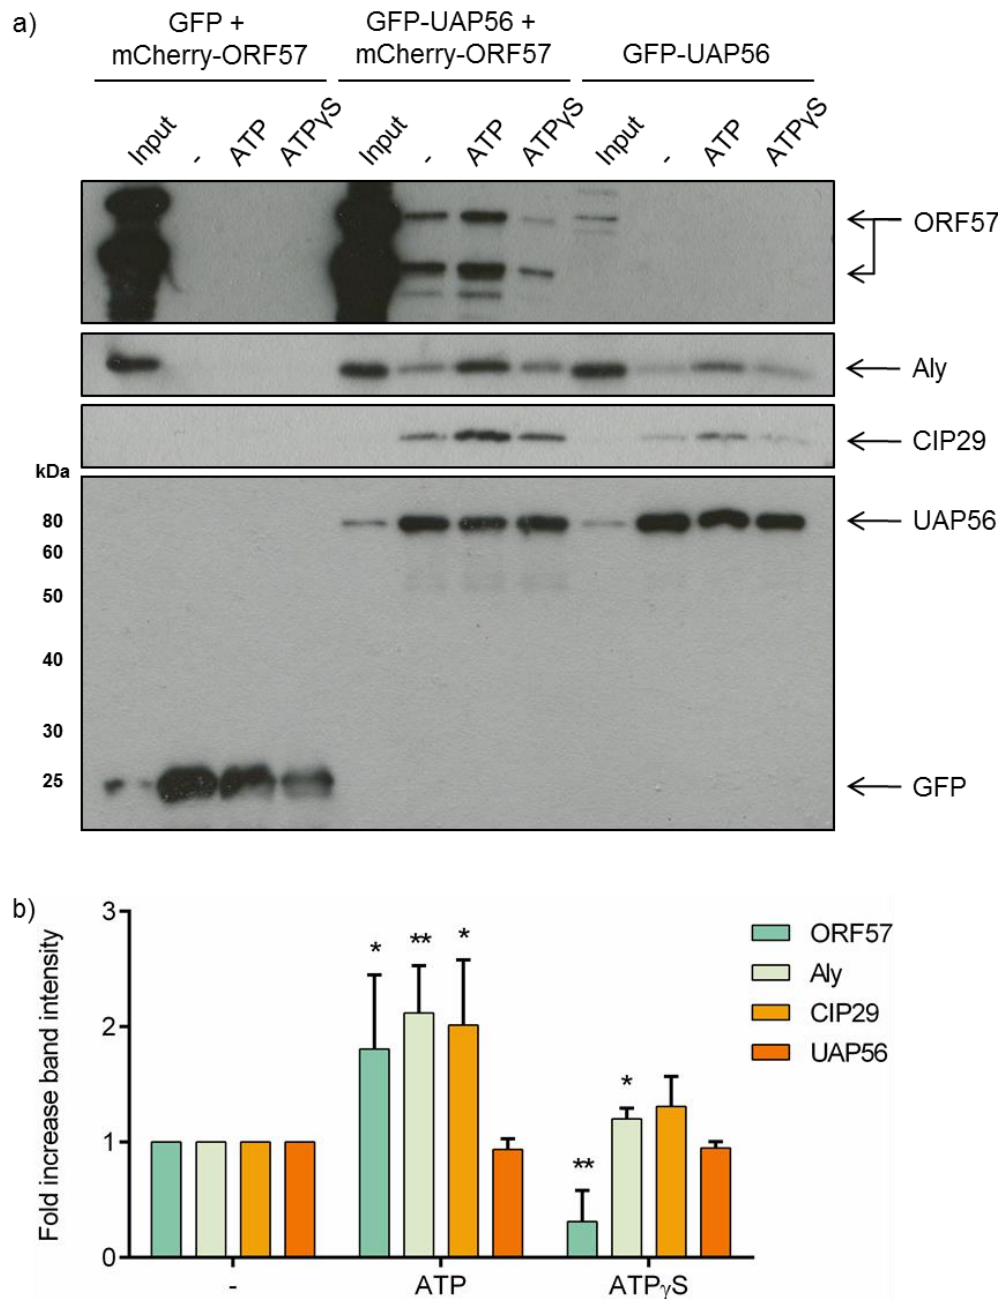 a)
GFP +
mCherry-ORF57
GFP-UAP56 +
mCherry-ORF57
GFP-UAP56
Input - ATP ATPγS Input - ATP ATPγS Input - ATP ATPγS
ORF57
Aly
CIP29
kDa
80
60
50
40
30
25
UAP56
GFP
b)
Fold increase band intensity
3
2
1
0
* ** *
** *
- ATP ATPγS
ORF57
Aly
CIP29
UAP56